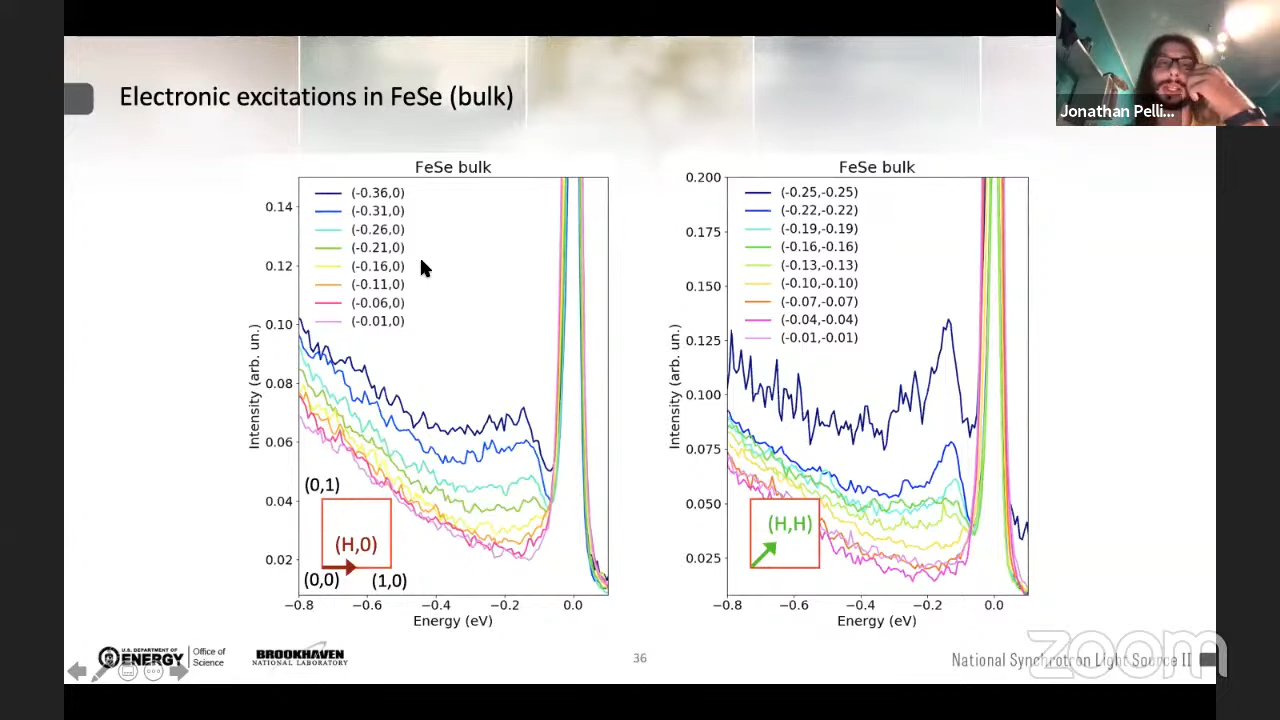 Jonathan Pelli...
Electronic excitations in FeSe (bulk)
FeSe bulk
(-0.36,0)
(-0.31,0)
(-0.26,0)
(-0.21,0)
(-0.16,0)
(-0.11,0)
(-0.06,0)
(-0.01,0)
0.14
0.12
0.10
0.08
0.06
0.04
0.02
Intensity (arb. un.)
(0,1)
(H,0)
(0,0)
(1,0)
−0.8
−0.6
−0.4
−0.2
0.0
Energy (eV)
FeSe bulk
(-0.25,-0.25)
(-0.22,-0.22)
(-0.19,-0.19)
(-0.16,-0.16)
(-0.13,-0.13)
(-0.10,-0.10)
(-0.07,-0.07)
(-0.04,-0.04)
(-0.01,-0.01)
0.200
0.175
0.150
0.125
0.100
0.075
0.050
0.025
Intensity (arb. un.)
(H,H)
−0.8
−0.6
−0.4
−0.2
0.0
Energy (eV)
U.S. DEPARTMENT OF
ENERGY
Office of
Science
BROOKHAVEN
NATIONAL LABORATORY
36
National Synchrotron Light Source II
zoom